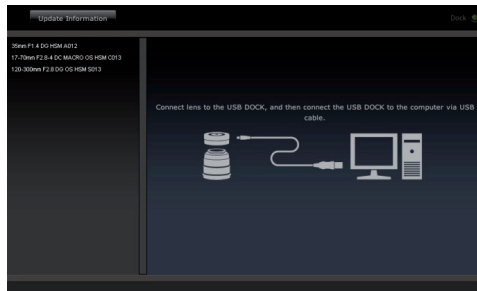 Update Information
Dock
35mm F1.4 DG HSM A012
17-70mm F2.8-4 DC MACRO OS HSM C013
120-300mm F2.8 DG OS HSM S013
Connect lens to the USB DOCK, and then connect the USB DOCK to the computer via USB
cable.